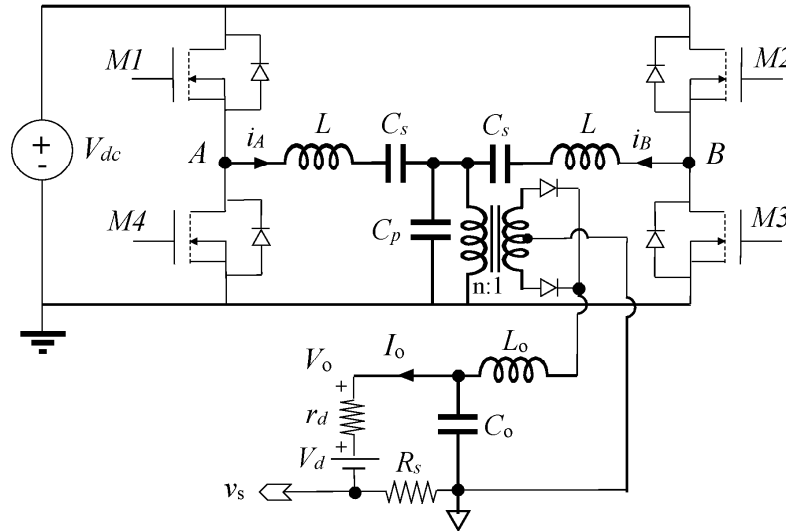 M1
M2
i_A
L
C_s
C_s
L
i_B
V_dc
A
B
M4
C_p
M3
n:1
V_o
I_o
L_o
r_d
C_o
V_d
R_s
v_s